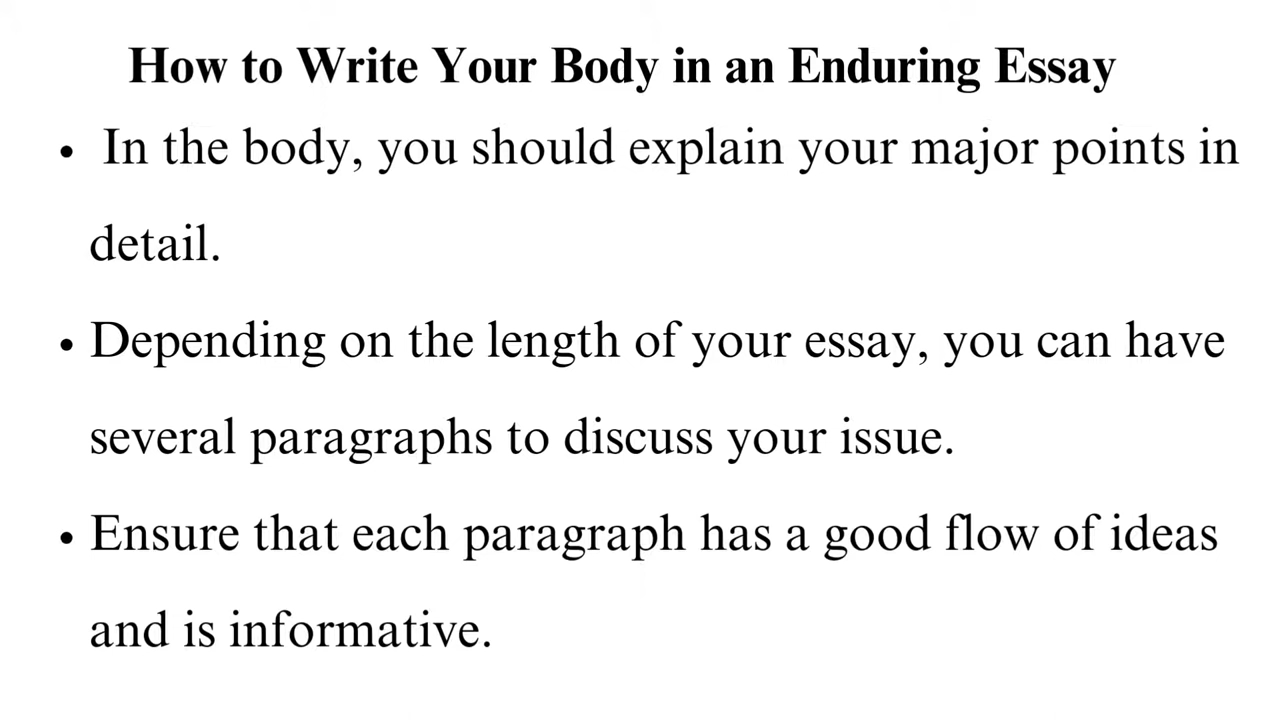 How to Write Your Body in an Enduring Essay
• In the body, you should explain your major points in
detail.
• Depending on the length of your essay, you can have
several paragraphs to discuss your issue.
• Ensure that each paragraph has a good flow of ideas
and is informative.